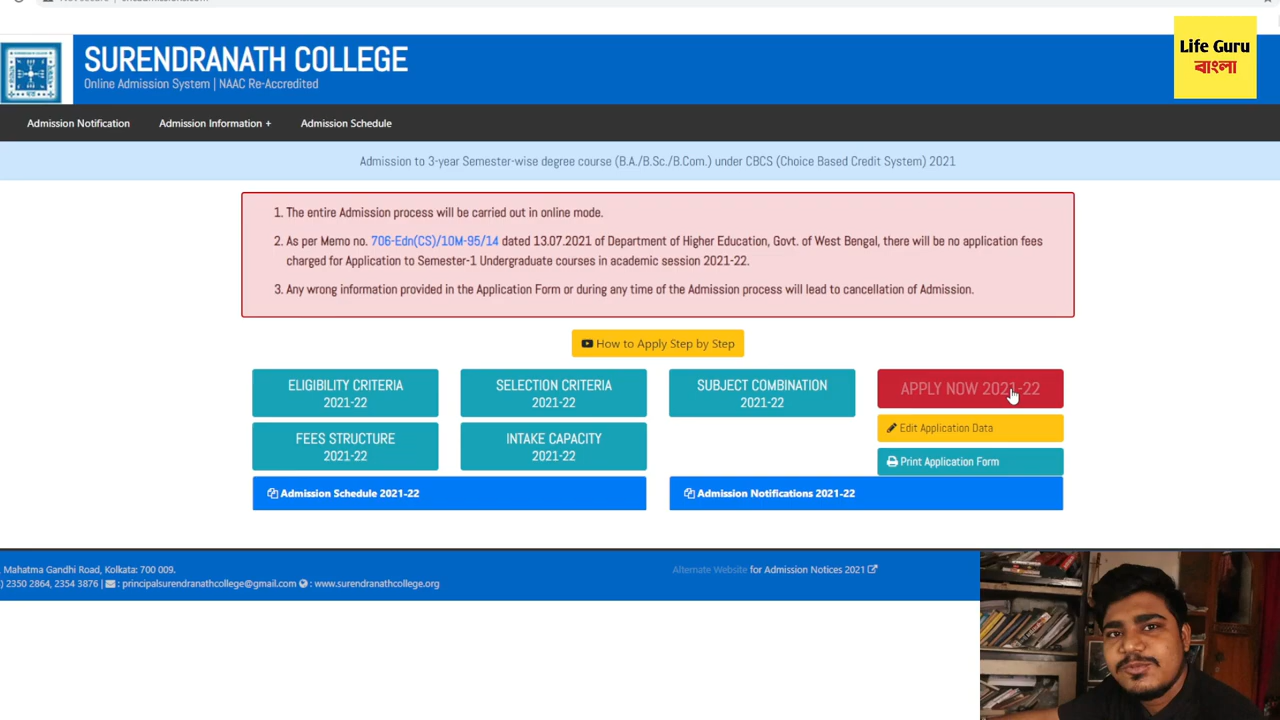 SURENDRANATH COLLEGE
Online Admission System | NAAC Re-Accredited
Life Guru
বাংলা
Admission Notification
Admission Information +
Admission Schedule
Admission to 3-year Semester-wise degree course (B.A./B.Sc./B.Com.) under CBCS (Choice Based Credit System) 2021
1. The entire Admission process will be carried out in online mode.
2. As per Memo no. 706-Edn(CS)/10M-95/14 dated 13.07.2021 of Department of Higher Education, Govt. of West Bengal, there will be no application fees
charged for Application to Semester-1 Undergraduate courses in academic session 2021-22.
3. Any wrong information provided in the Application Form or during any time of the Admission process will lead to cancellation of Admission.
How to Apply Step by Step
ELIGIBILITY CRITERIA
2021-22
SELECTION CRITERIA
2021-22
SUBJECT COMBINATION
2021-22
APPLY NOW 2021-22
Edit Application Data
Print Application Form
FEES STRUCTURE
2021-22
INTAKE CAPACITY
2021-22
Admission Schedule 2021-22
Admission Notifications 2021-22
, Mahatma Gandhi Road, Kolkata: 700 009.
) 2350 2864, 2354 3876 | : principalsurendranathcollege@gmail.com : www.surendranathcollege.org
Alternate Website for Admission Notices 2021